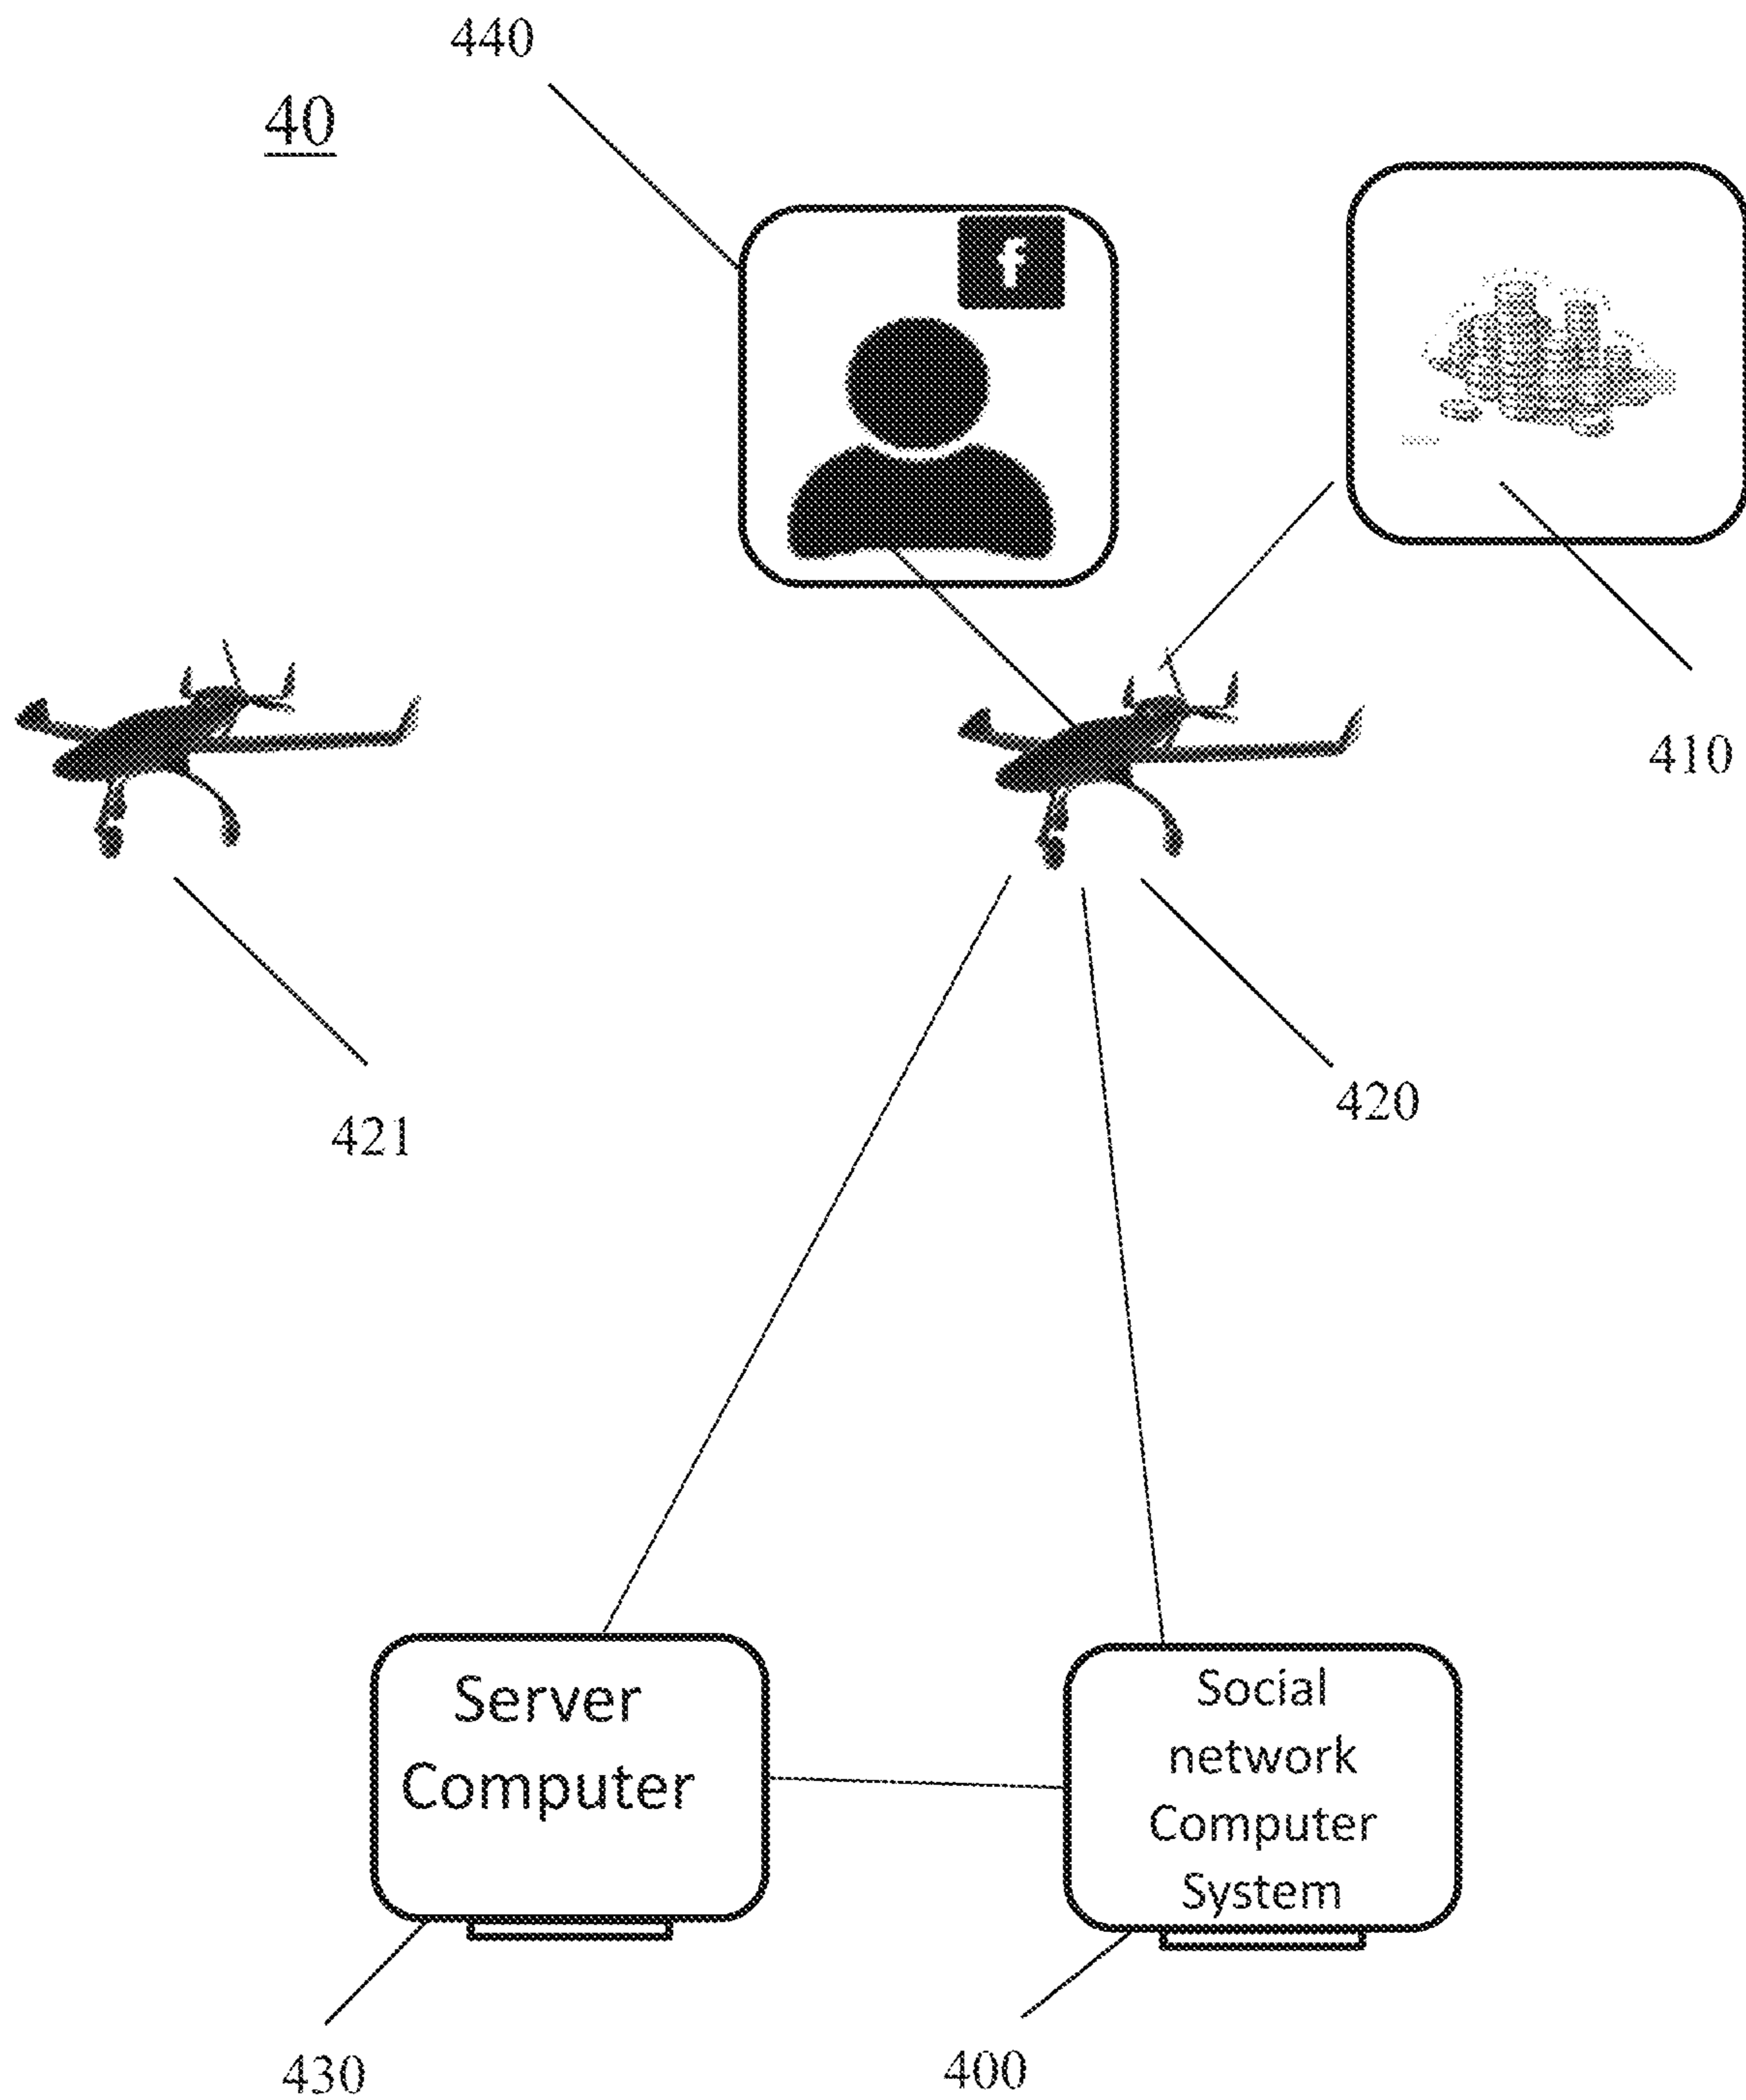 440
40
f
410
420
421
Server
Computer
Social
network
Computer
System
430
400